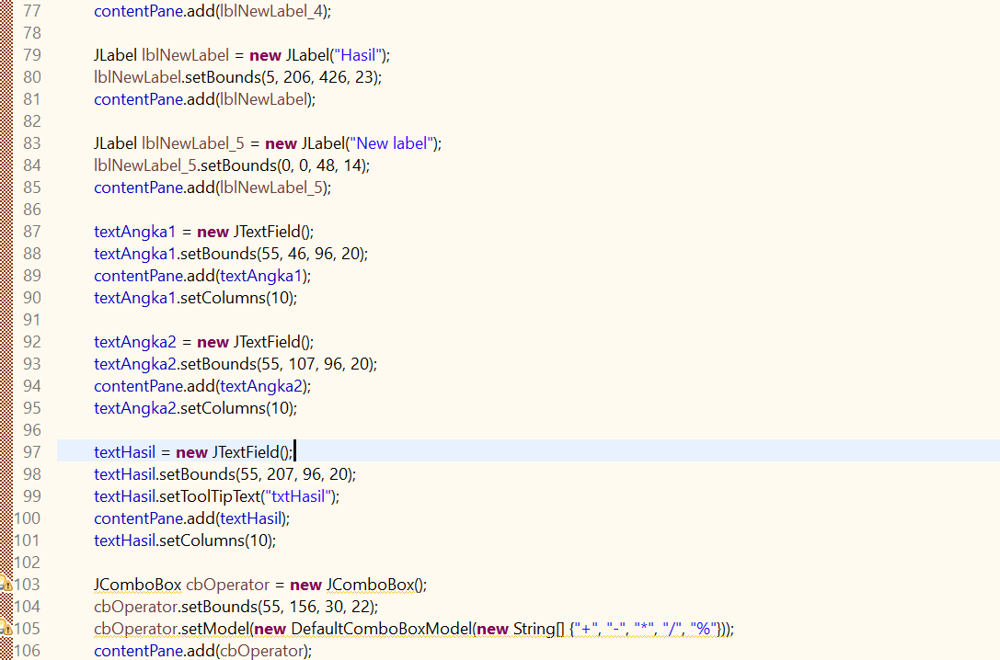 77 contentPane.add(lblNewLabel_4);
78
79 JLabel lblNewLabel = new JLabel("Hasil");
80 lblNewLabel.setBounds(5, 206, 426, 23);
81 contentPane.add(lblNewLabel);
82
83 JLabel lblNewLabel_5 = new JLabel("New label");
84 lblNewLabel_5.setBounds(0, 0, 48, 14);
85 contentPane.add(lblNewLabel_5);
86
87 textAngka1 = new JTextField();
88 textAngka1.setBounds(55, 46, 96, 20);
89 contentPane.add(textAngka1);
90 textAngka1.setColumns(10);
91
92 textAngka2 = new JTextField();
93 textAngka2.setBounds(55, 107, 96, 20);
94 contentPane.add(textAngka2);
95 textAngka2.setColumns(10);
96
97 textHasil = new JTextField();
98 textHasil.setBounds(55, 207, 96, 20);
99 textHasil.setToolTipText("txtHasil");
100 contentPane.add(textHasil);
101 textHasil.setColumns(10);
102
103 JComboBox cbOperator = new JComboBox();
104 cbOperator.setBounds(55, 156, 30, 22);
105 cbOperator.setModel(new DefaultComboBoxModel(new String[] {"+", "-", "*", "/", "%"}));
106 contentPane.add(cbOperator);